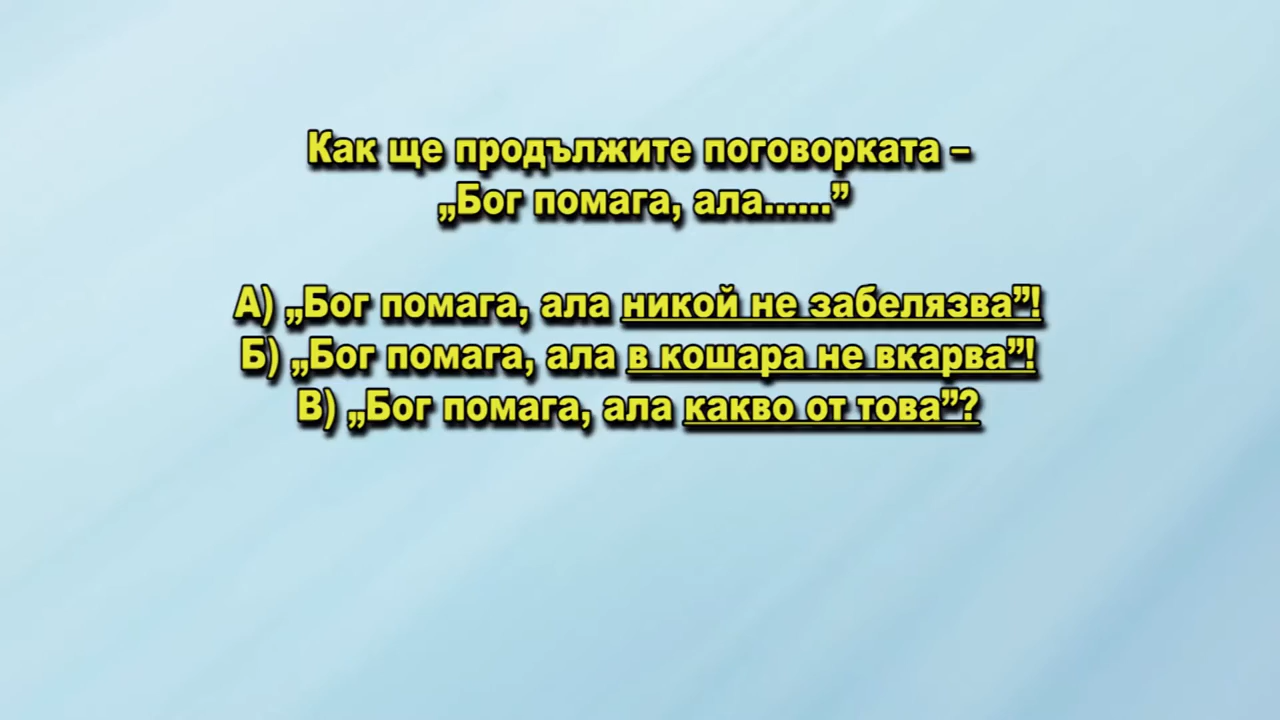 Как ще продължите поговорката –
„Бог помага, ала......”
А) „Бог помага, ала никой не забелязва”!
Б) „Бог помага, ала в кошара не вкарва”!
В) „Бог помага, ала какво от това”?